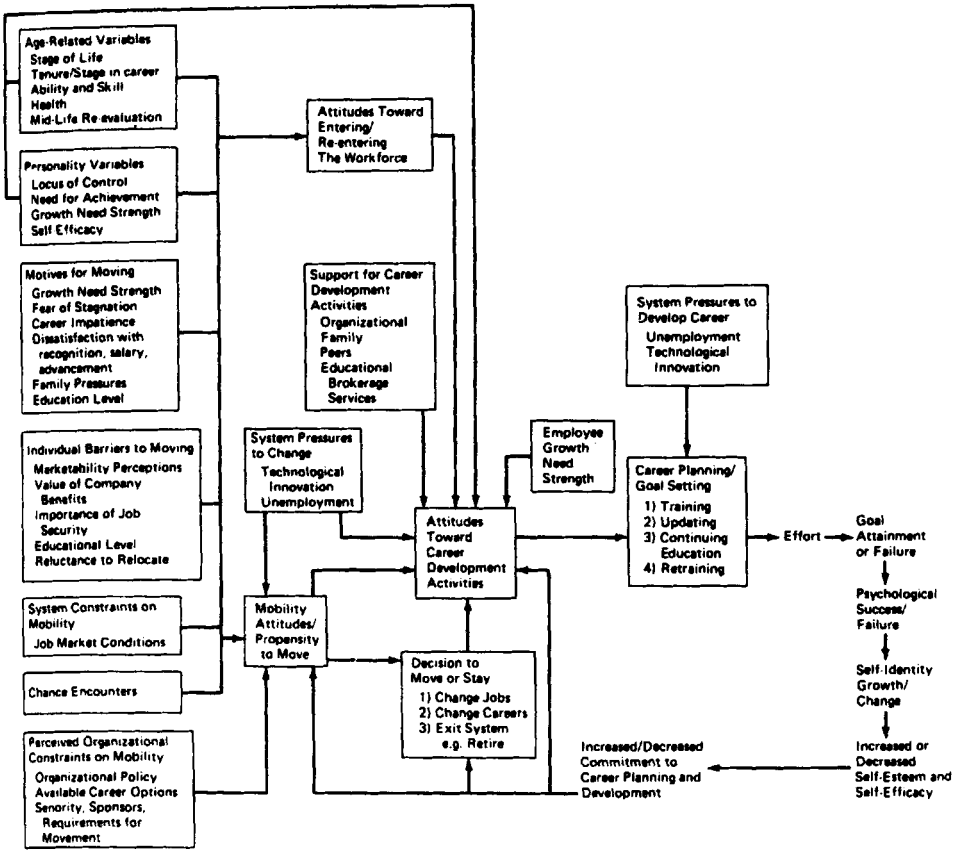 Age-Related Variables
Stage of Life
Tenure/Stage in career
Ability and Skill
Health
Mid-Life Re-evaluation
Personality Variables
Locus of Control
Need for Achievement
Growth Need Strength
Self Efficacy
Motives for Moving
Growth Need Strength
Fear of Stagnation
Career Impatience
Dissatisfaction with
recognition, salary,
advancement
Family Pressures
Education Level
Individual Barriers to Moving
Marketability Perceptions
Value of Company
Benefits
Importance of Job
Security
Educational Level
Reluctance to Relocate
System Constraints on
Mobility
Job Market Conditions
Chance Encounters
Perceived Organizational
Constraints on Mobility
Organizational Policy
Available Career Options
Senority, Sponsors,
Requirements for
Movement
Attitudes Toward
Entering/
Re-entering
The Workforce
Support for Career
Development
Activities
Organizational
Family
Peers
Educational
Brokerage
Services
System Pressures
to Change
Technological
Innovation
Unemployment
Mobility
Attitudes/
Propensity
to Move
Attitudes
Toward
Career
Development
Activities
Decision to
Move or Stay
1) Change Jobs
2) Change Careers
3) Exit System
e.g. Retire
Employee
Growth
Need
Strength
System Pressures to
Develop Career
Unemployment
Technological
Innovation
Career Planning/
Goal Setting
1) Training
2) Updating
3) Continuing
Education
4) Retraining
Effort
Goal
Attainment
or Failure
Psychological
Success/
Failure
Self-Identity
Growth/
Change
Increased or
Decreased
Self-Esteem and
Self-Efficacy
Increased/Decreased
Commitment to
Career Planning and
Development